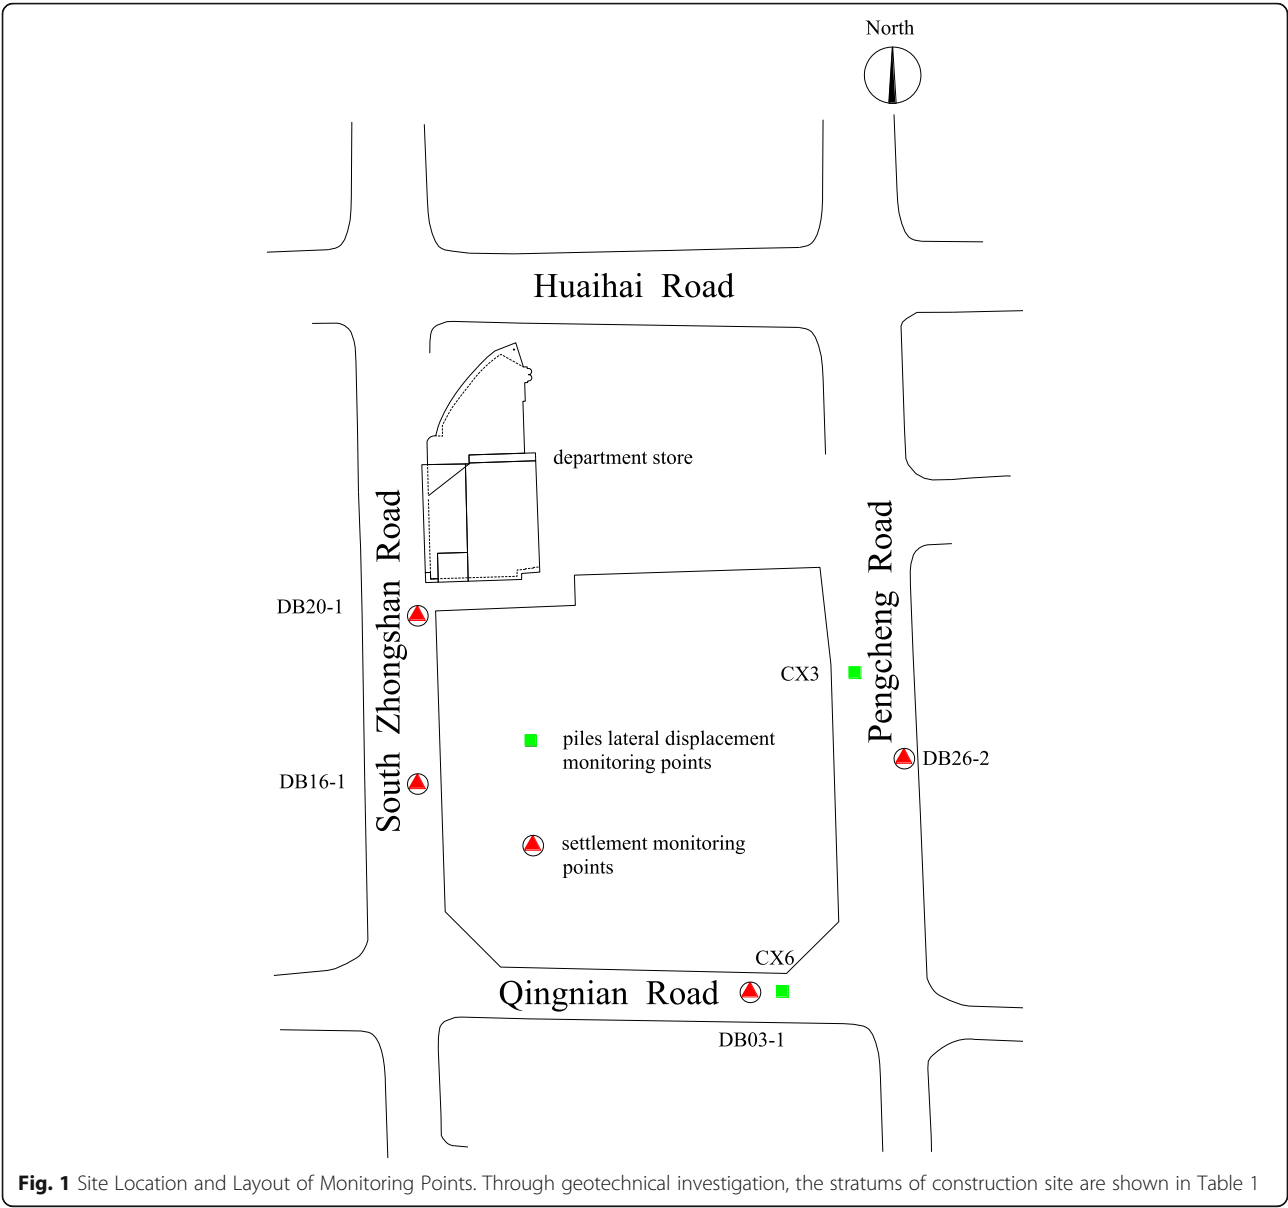 North
Huaihai Road
department store
South Zhongshan Road
Pengcheng Road
DB20-1
CX3
piles lateral displacement
monitoring points
DB26-2
DB16-1
settlement monitoring
points
CX6
Qingnian Road
DB03-1
Fig. 1 Site Location and Layout of Monitoring Points. Through geotechnical investigation, the stratums of construction site are shown in Table 1